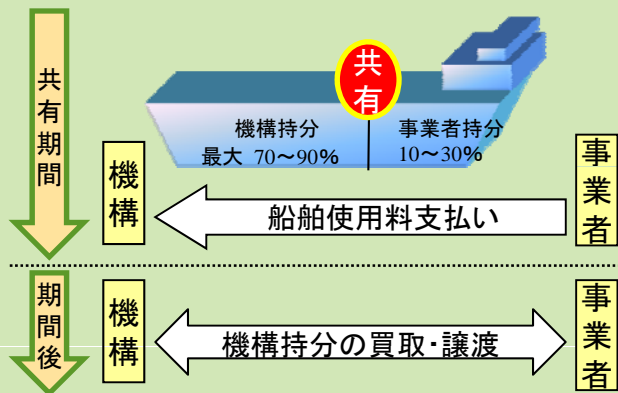 共有期間
共有
機構持分
最大 70～90%
事業者持分
10～30%
機構
船舶使用料支払い
事業者
期間後
機構
機構持分の買取・譲渡
事業者